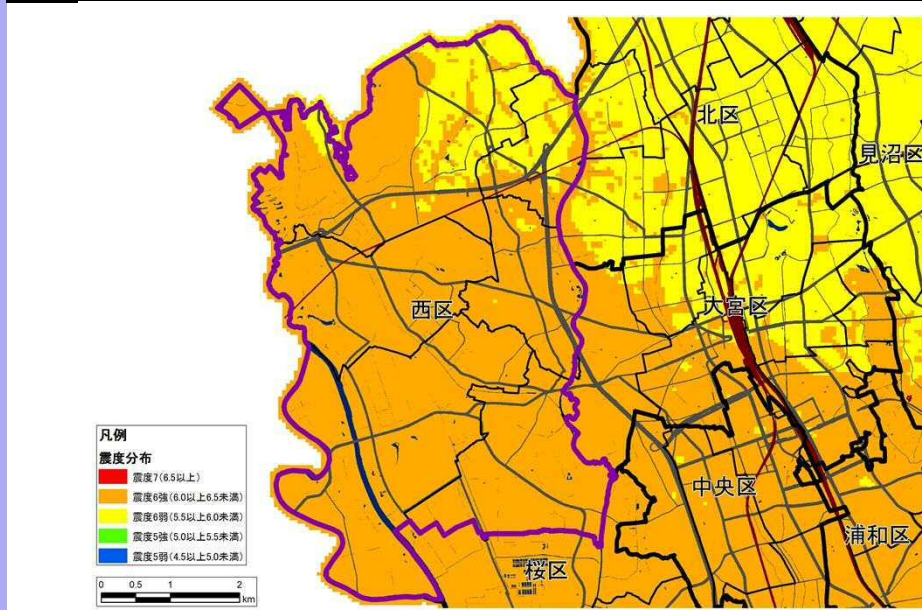 北区
見沼区
西区
大宮区
中央区
浦和区
桜区
凡例
震度分布
震度7(6.5以上)
震度6強(6.0以上6.5未満)
震度6弱(5.5以上6.0未満)
震度5強(5.0以上5.5未満)
震度5弱(4.5以上5.0未満)
0 0.5 1 2
km